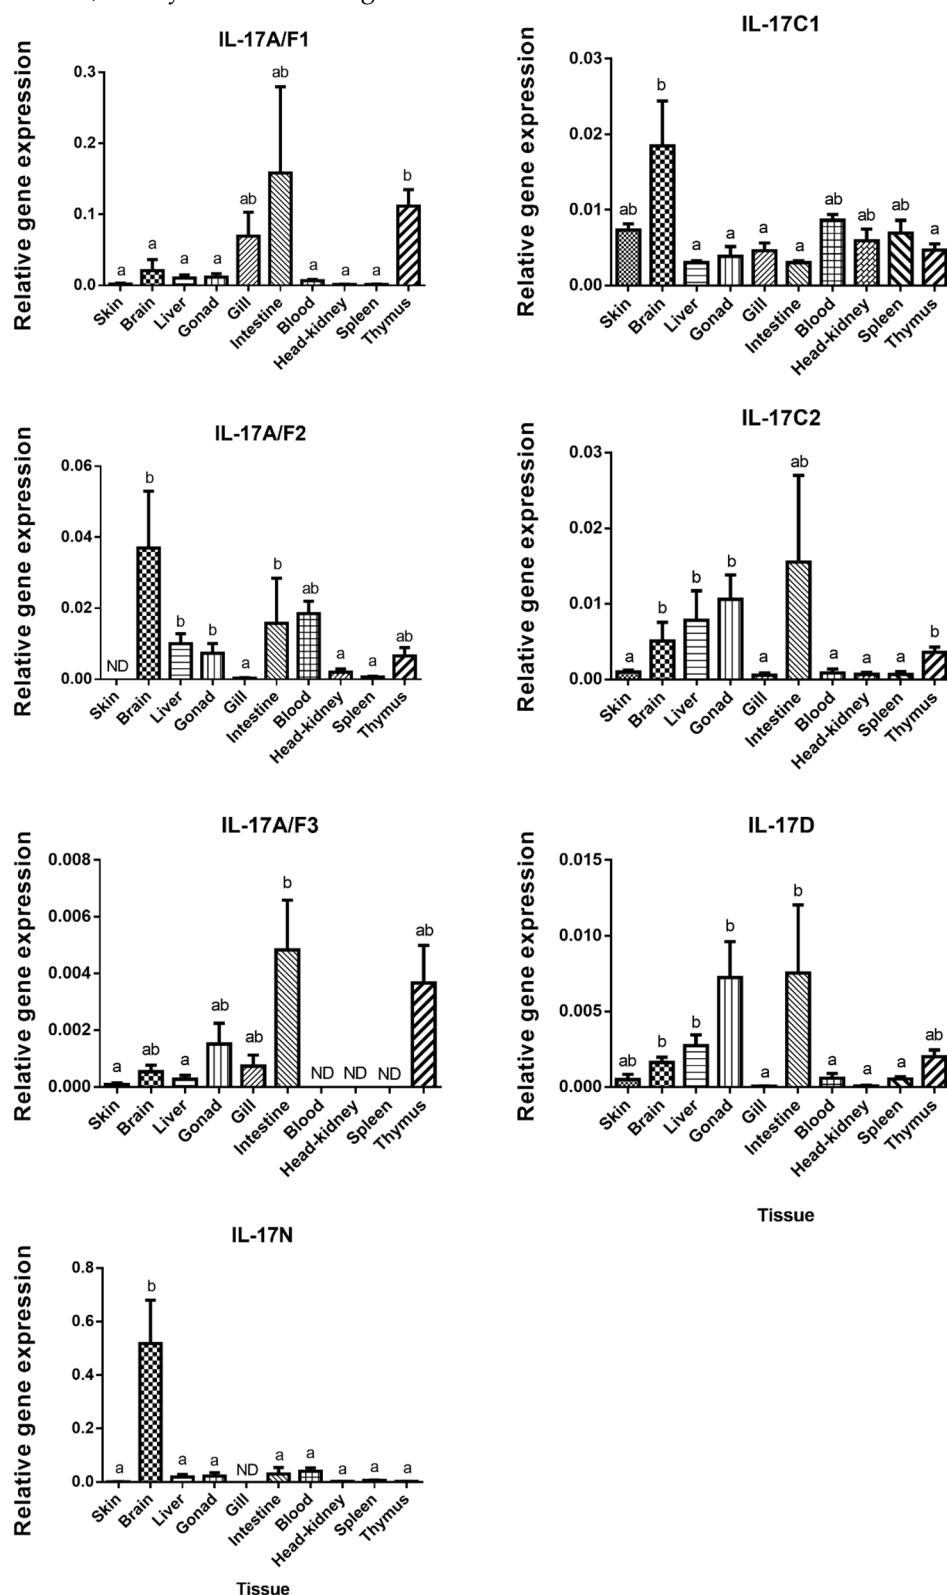 IL-17A/F1
Relative gene expression
0.3
0.2
0.1
0.0
a
a
a
a
ab
ab
a
a
a
b
Skin
Brain
Liver
Gonad
Gill
Intestine
Blood
Head-kidney
Spleen
Thymus
IL-17C1
Relative gene expression
0.03
0.02
0.01
0.00
ab
b
a
a
a
a
ab
ab
ab
a
Skin
Brain
Liver
Gonad
Gill
Intestine
Blood
Head-kidney
Spleen
Thymus
IL-17A/F2
Relative gene expression
0.06
0.04
0.02
0.00
ND
b
b
b
a
b
ab
a
a
ab
Skin
Brain
Liver
Gonad
Gill
Intestine
Blood
Head-kidney
Spleen
Thymus
IL-17C2
Relative gene expression
0.03
0.02
0.01
0.00
a
b
b
b
a
ab
a
a
a
b
Skin
Brain
Liver
Gonad
Gill
Intestine
Blood
Head-kidney
Spleen
Thymus
IL-17A/F3
Relative gene expression
0.008
0.006
0.004
0.002
0.000
a
ab
a
ab
ab
b
ND
ND
ND
ab
Skin
Brain
Liver
Gonad
Gill
Intestine
Blood
Head-kidney
Spleen
Thymus
IL-17D
Relative gene expression
0.015
0.010
0.005
0.000
ab
b
b
b
a
b
a
a
a
ab
Skin
Brain
Liver
Gonad
Gill
Intestine
Blood
Head-kidney
Spleen
Thymus
Tissue
IL-17N
Relative gene expression
0.8
0.6
0.4
0.2
0.0
a
b
a
a
ND
a
a
a
a
a
Skin
Brain
Liver
Gonad
Gill
Intestine
Blood
Head-kidney
Spleen
Thymus
Tissue